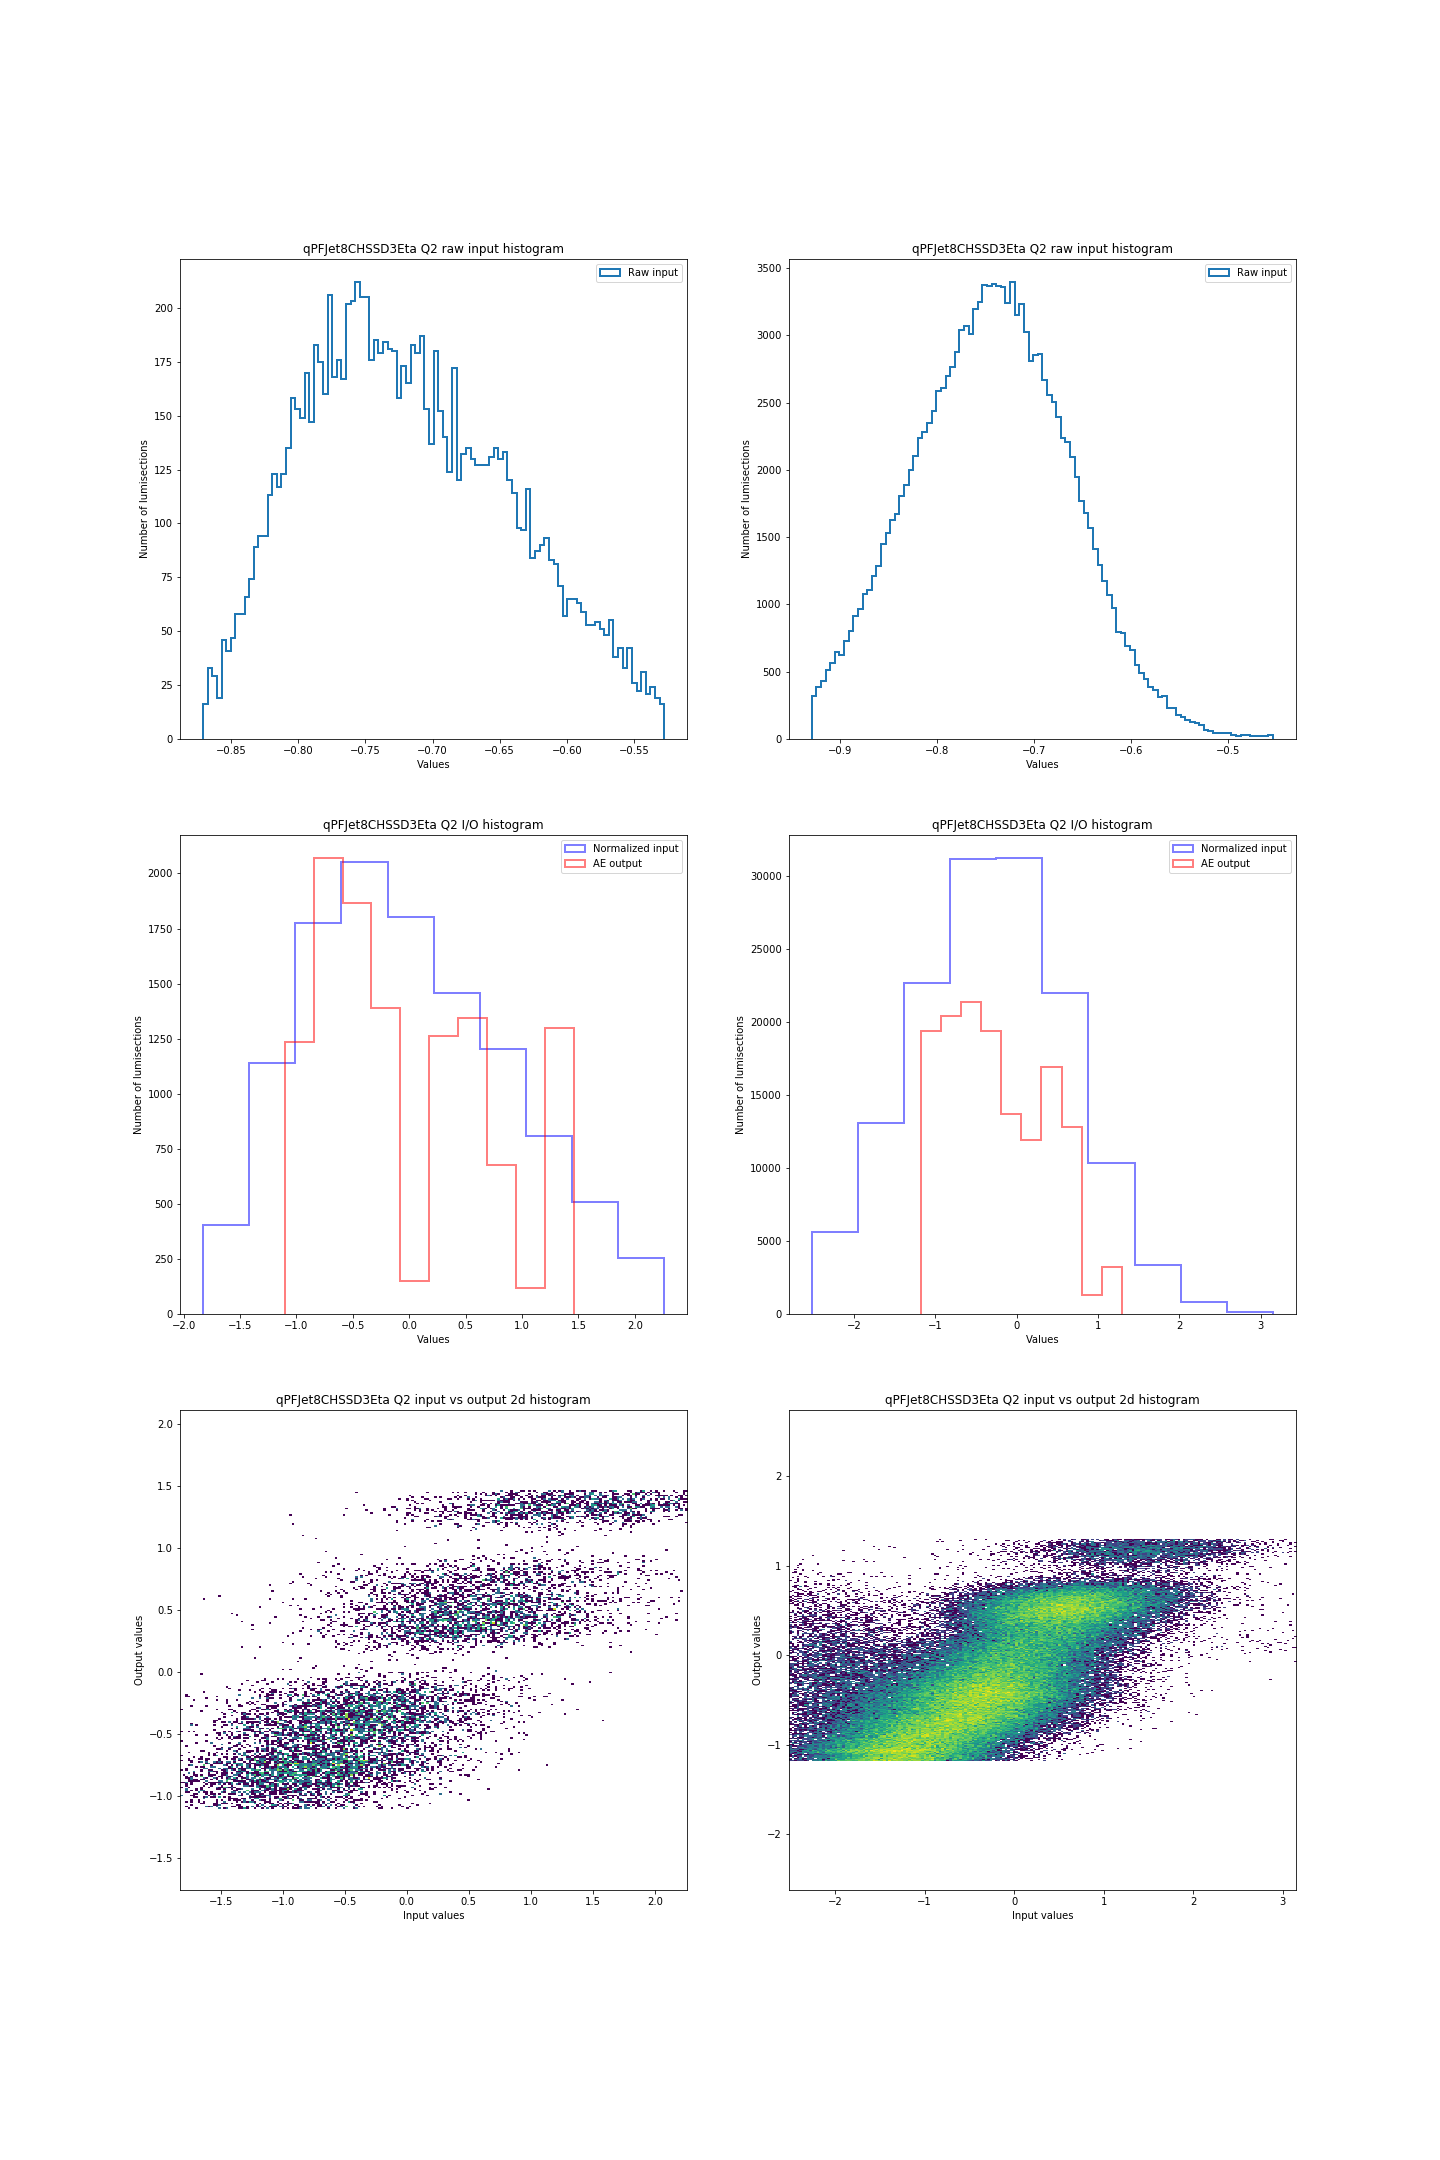 qPFJet8CHSSD3Eta Q2 raw input histogram
Raw input
200
175
150
125
100
75
50
25
0
Number of lumisections
−0.85 −0.80 −0.75 −0.70 −0.65 −0.60 −0.55
Values
qPFJet8CHSSD3Eta Q2 raw input histogram
Raw input
3500
3000
2500
2000
1500
1000
500
0
Number of lumisections
−0.9 −0.8 −0.7 −0.6 −0.5
Values
qPFJet8CHSSD3Eta Q2 I/O histogram
Normalized input
AE output
2000
1750
1500
1250
1000
750
500
250
0
Number of lumisections
−2.0 −1.5 −1.0 −0.5 0.0 0.5 1.0 1.5 2.0
Values
qPFJet8CHSSD3Eta Q2 I/O histogram
Normalized input
AE output
30000
25000
20000
15000
10000
5000
0
Number of lumisections
−2 −1 0 1 2 3
Values
qPFJet8CHSSD3Eta Q2 input vs output 2d histogram
2.0
1.5
1.0
0.5
0.0
−0.5
−1.0
−1.5
Output values
−1.5 −1.0 −0.5 0.0 0.5 1.0 1.5 2.0
Input values
qPFJet8CHSSD3Eta Q2 input vs output 2d histogram
2
1
0
−1
−2
Output values
−2 −1 0 1 2 3
Input values